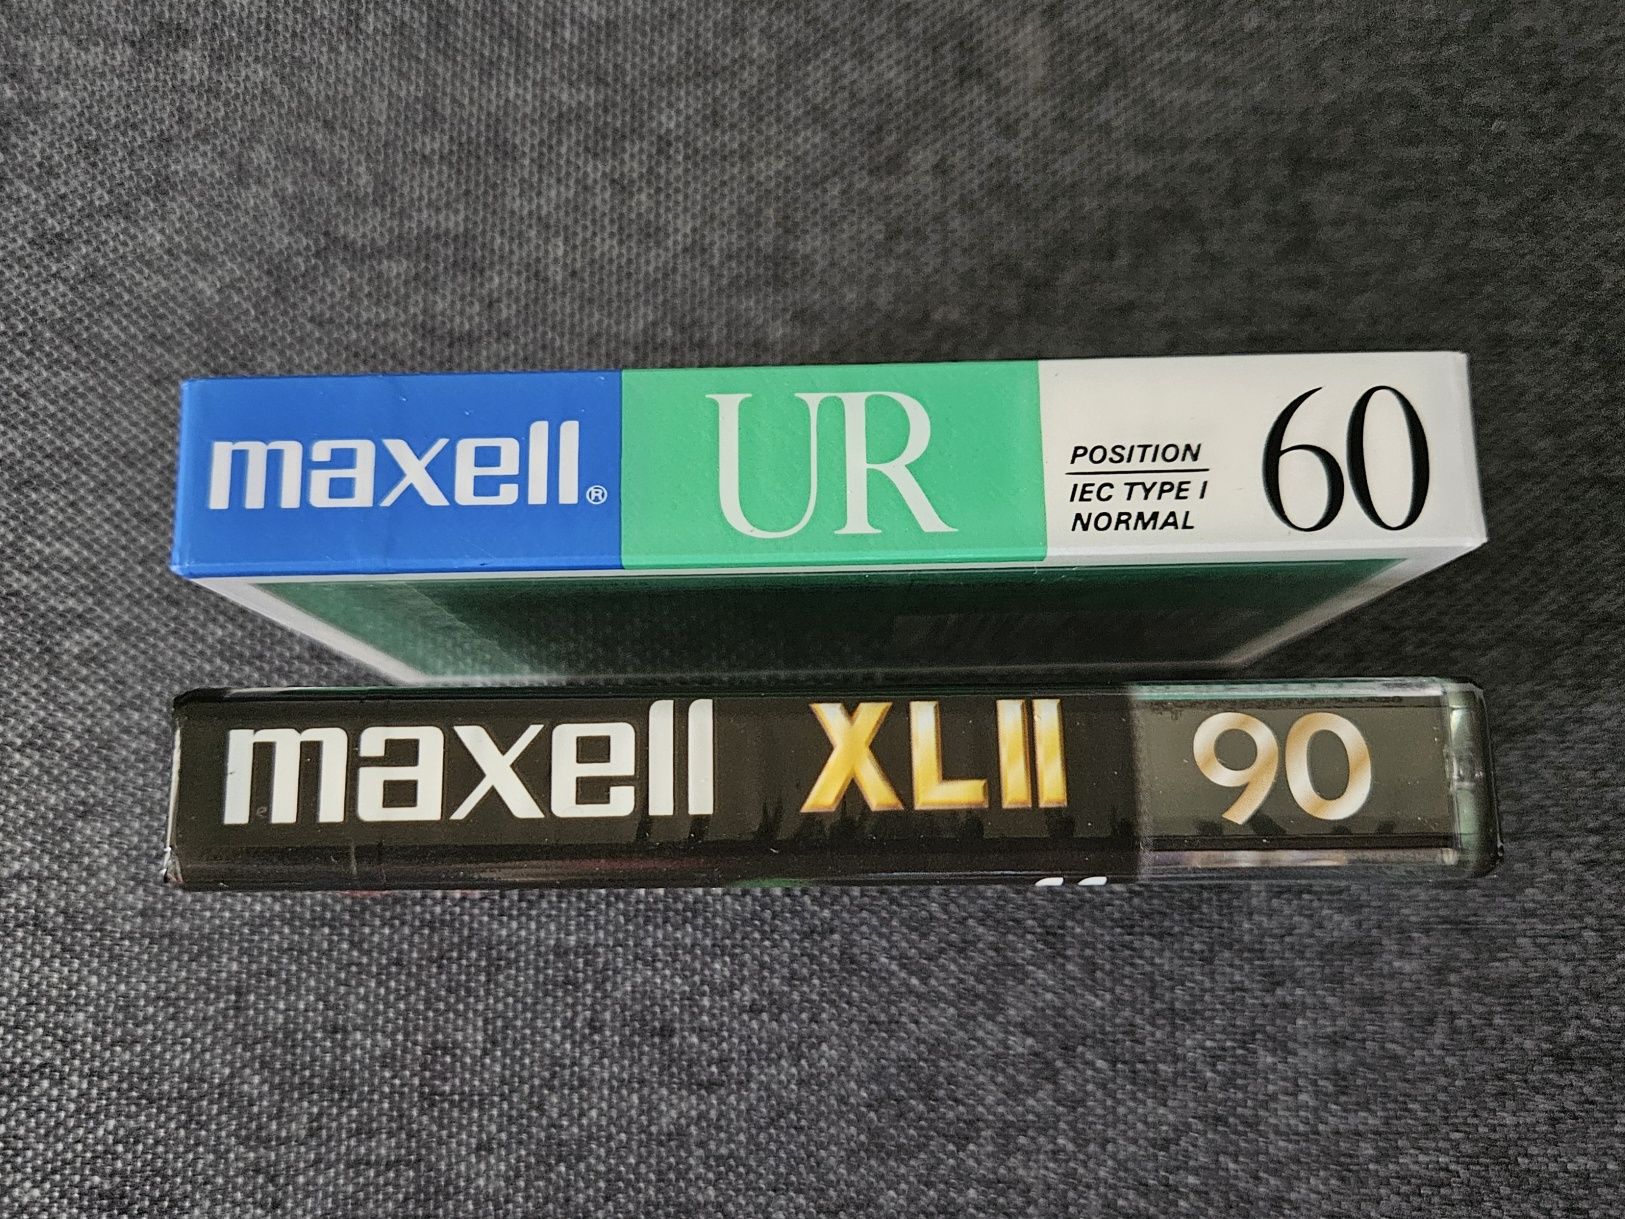 maxell® UR POSITION 60
IEC TYPE I
NORMAL
maxell XLII 90